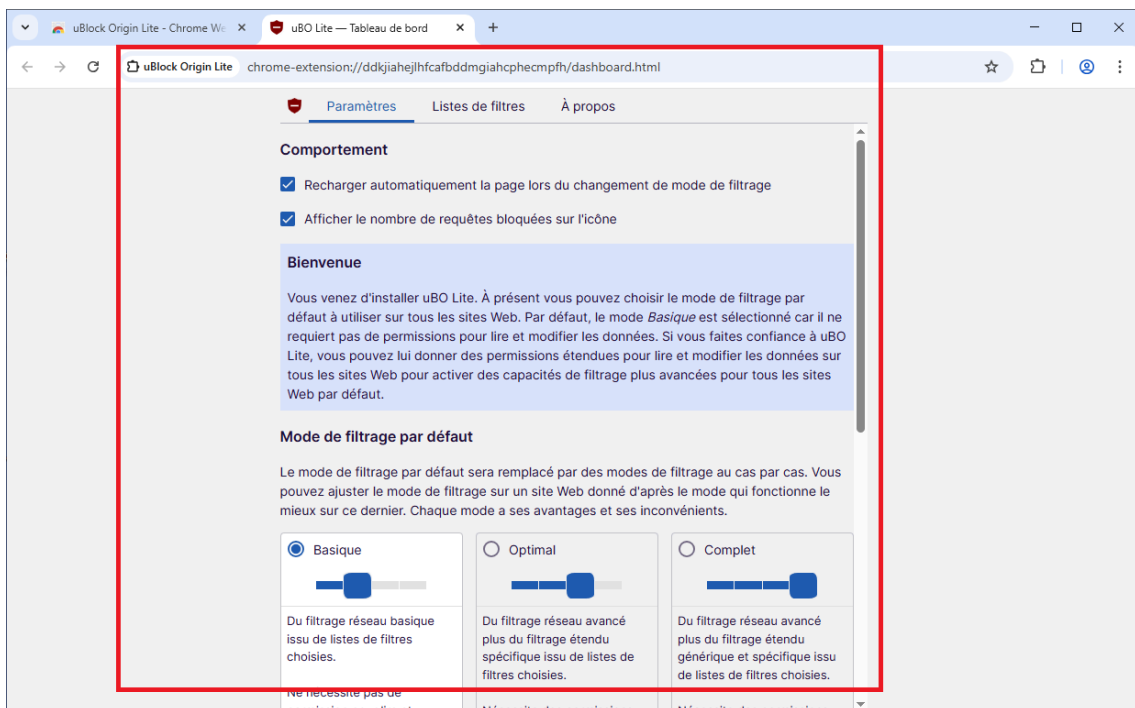 uBlock Origin Lite - Chrome We
uBO Lite — Tableau de bord
uBlock Origin Lite chrome-extension://ddkjiahejlhfcafbddmgiahcphecmpfh/dashboard.html
Paramètres Listes de filtres À propos
Comportement
Recharger automatiquement la page lors du changement de mode de filtrage
Afficher le nombre de requêtes bloquées sur l'icône
Bienvenue
Vous venez d'installer uBO Lite. À présent vous pouvez choisir le mode de filtrage par
défaut à utiliser sur tous les sites Web. Par défaut, le mode Basique est sélectionné car il ne
requiert pas de permissions pour lire et modifier les données. Si vous faites confiance à uBO
Lite, vous pouvez lui donner des permissions étendues pour lire et modifier les données sur
tous les sites Web pour activer des capacités de filtrage plus avancées pour tous les sites
Web par défaut.
Mode de filtrage par défaut
Le mode de filtrage par défaut sera remplacé par des modes de filtrage au cas par cas. Vous
pouvez ajuster le mode de filtrage sur un site Web donné d'après le mode qui fonctionne le
mieux sur ce dernier. Chaque mode a ses avantages et ses inconvénients.
Basique
Du filtrage réseau basique
issu de listes de filtres
choisies.
Ne nécessite pas de
Optimal
Du filtrage réseau avancé
plus du filtrage étendu
spécifique issu de listes de
filtres choisies.
Complet
Du filtrage réseau avancé
plus du filtrage étendu
générique et spécifique issu
de listes de filtres choisies.